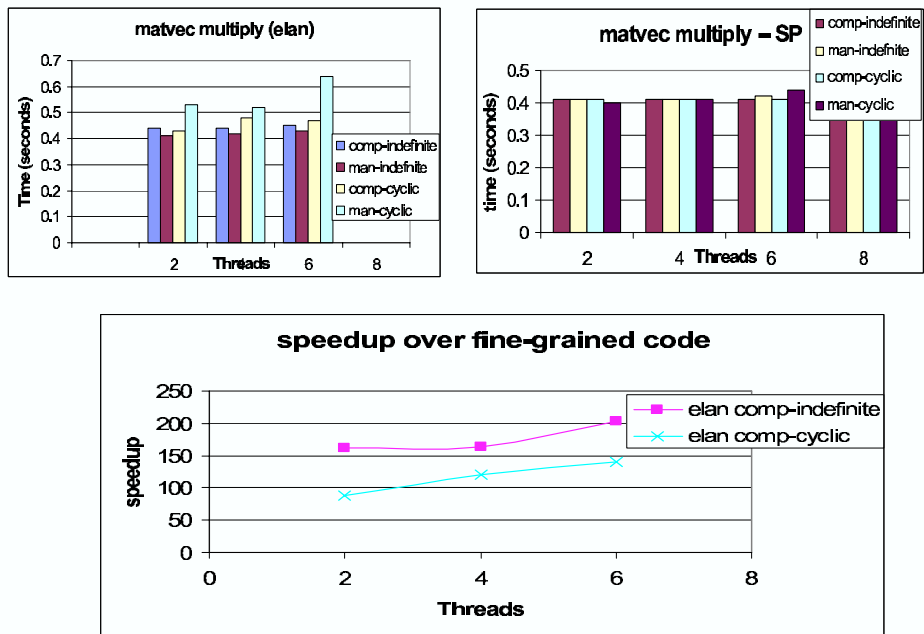 matvec multiply (elan)
Time (seconds)
0.7
0.6
0.5
0.4
0.3
0.2
0.1
0
2
6
8
Threads
comp-indefinite
man-indefinite
comp-cyclic
man-cyclic
matvec multiply – SP
time (seconds)
0.5
0.4
0.3
0.2
0.1
0
2
4
6
8
Threads
comp-indefinite
man-indefnite
comp-cyclic
man-cyclic
speedup over fine-grained code
speedup
250
200
150
100
50
0
0
2
4
6
8
Threads
elan comp-indefinite
elan comp-cyclic